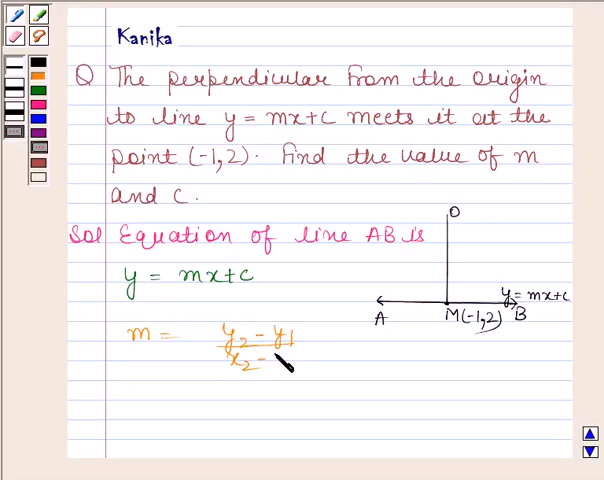 Kanika
Q The perpendicular from the origin
to line y = mx+c meets it at the
point (-1,2). Find the value of m
and c.
Sol Equation of line AB is
y = mx+c
O
y = mx+c
A M(-1,2) B
m = y2 - y1
x2 -